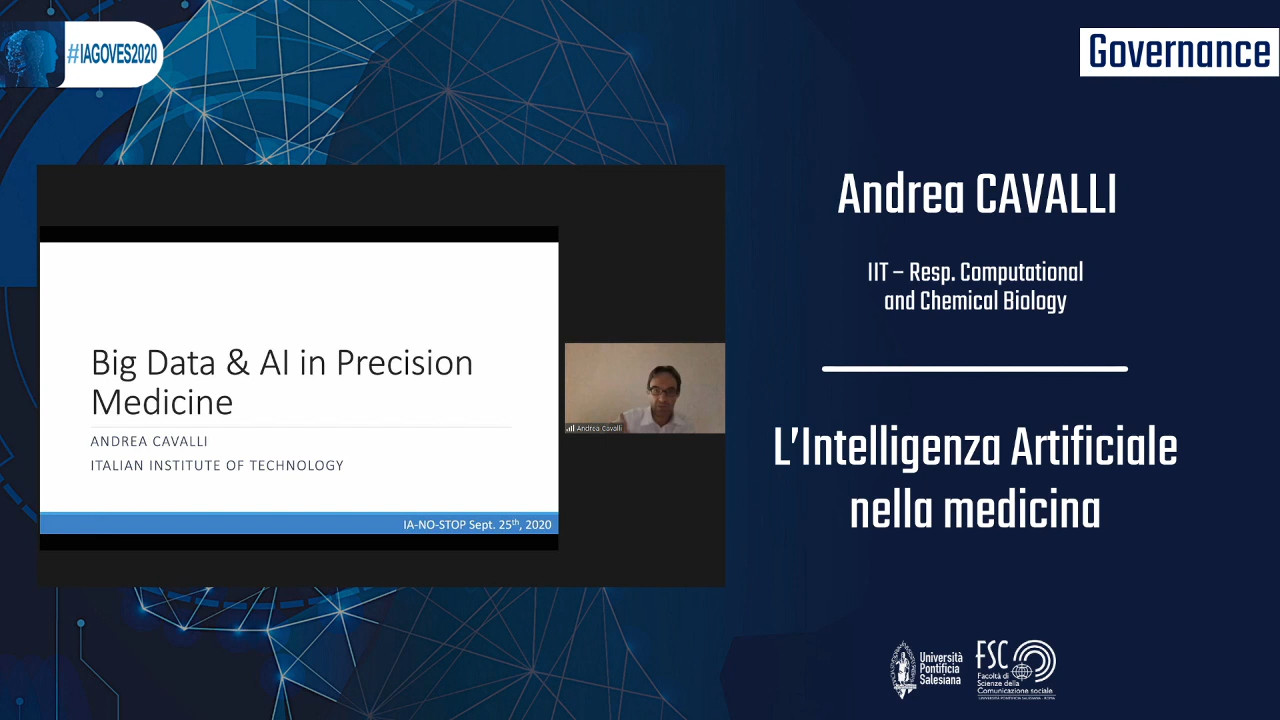 #IAGOVES2020
Governance
Andrea CAVALLI
IIT – Resp. Computational
and Chemical Biology
L'Intelligenza Artificiale
nella medicina
Big Data & AI in Precision
Medicine
ANDREA CAVALLI
ITALIAN INSTITUTE OF TECHNOLOGY
IA-NO-STOP Sept. 25th, 2020
Andrea Cavalli
Università
Pontificia
Salesiana
FSC
Facoltà di
Scienze della
Comunicazione sociale